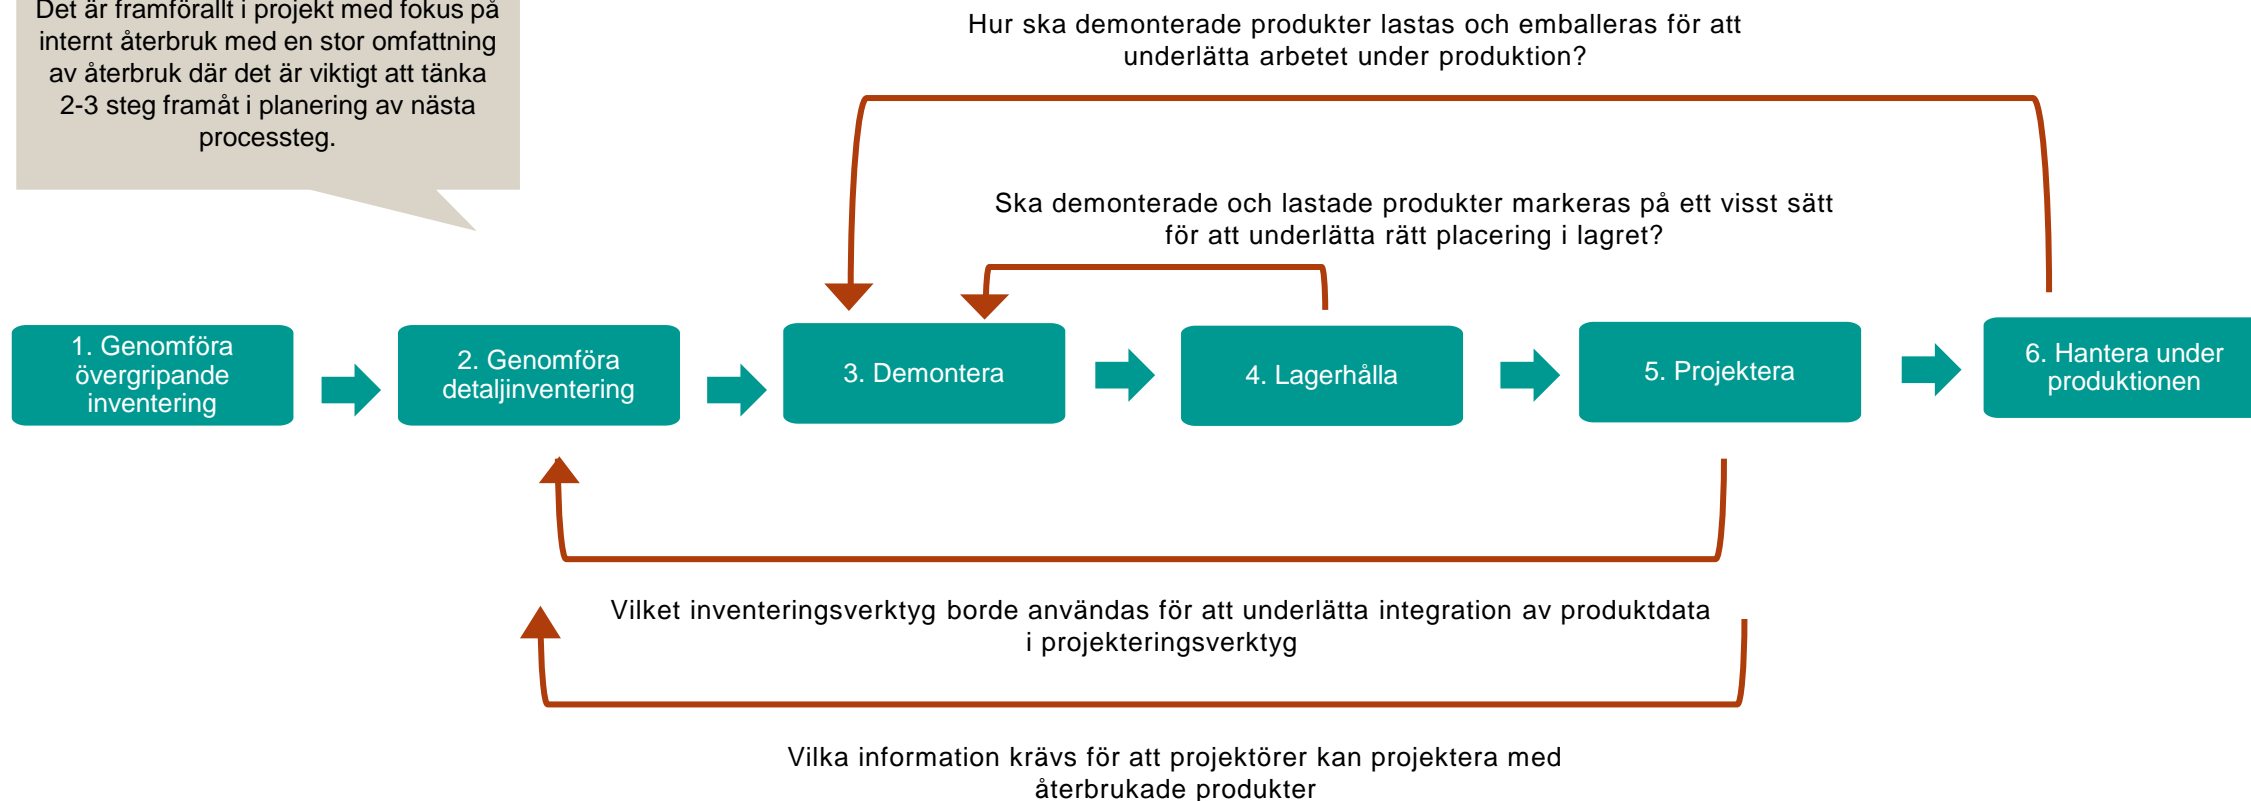 Det är framförallt i projekt med fokus på
internt återbruk med en stor omfattning
av återbruk där det är viktigt att tänka
2-3 steg framåt i planering av nästa
processteg.
Hur ska demonterade produkter lastas och emballeras för att
underlätta arbetet under produktion?
Ska demonterade och lastade produkter markeras på ett visst sätt
för att underlätta rätt placering i lagret?
1. Genomföra
övergripande
inventering
2. Genomföra
detaljinventering
3. Demontera
4. Lagerhålla
5. Projektera
6. Hantera under
produktionen
Vilket inventeringsverktyg borde användas för att underlätta integration av produktdata
i projekteringsverktyg
Vilka information krävs för att projektörer kan projektera med
återbrukade produkter